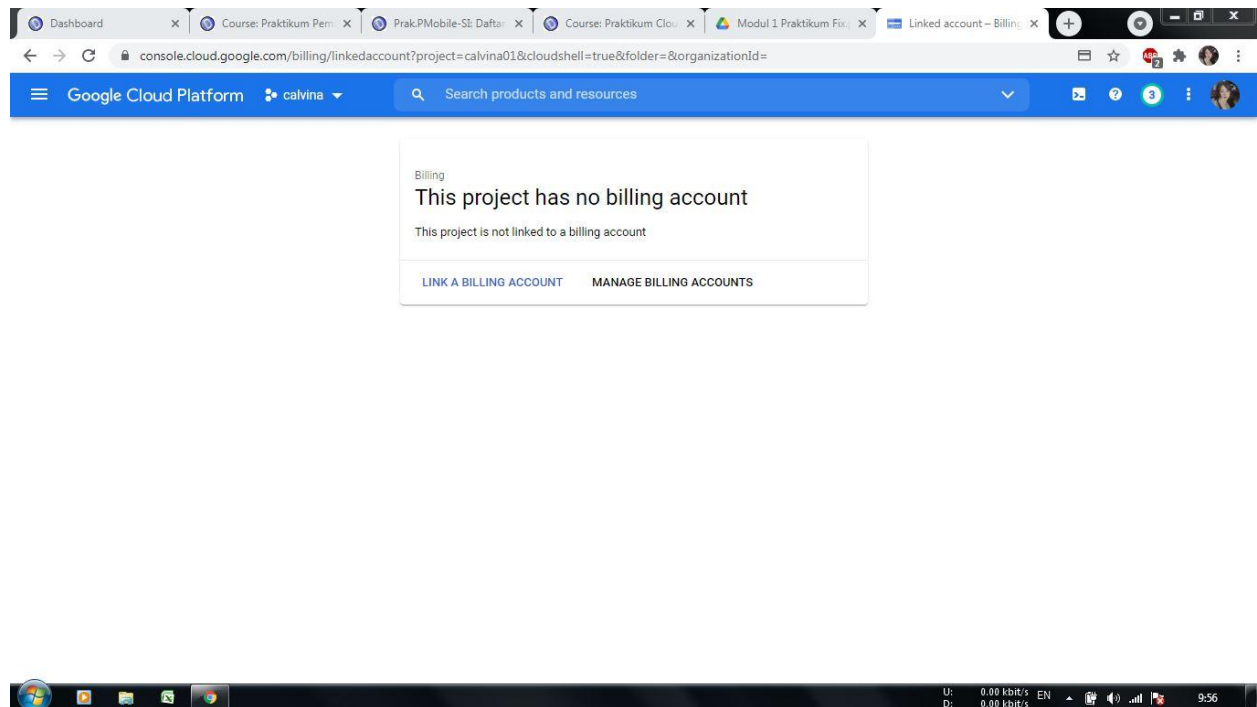 Dashboard
Course: Praktikum Pem
Prak.PMobile-SI: Dafta
Course: Praktikum Clou
Modul 1 Praktikum Fix.
Linked account – Billing
console.cloud.google.com/billing/linkedaccount?project=calvina01&cloudshell=true&folder=&organizationId=
ABP
2
Google Cloud Platform
calvina
Search products and resources
3
Billing
This project has no billing account
This project is not linked to a billing account
LINK A BILLING ACCOUNT
MANAGE BILLING ACCOUNTS
U: 0.00 kbit/s
D: 0.00 kbit/s
EN
9:56